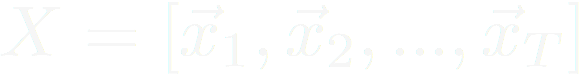 X = [x⃗₁, x⃗₂, ..., x⃗_T]